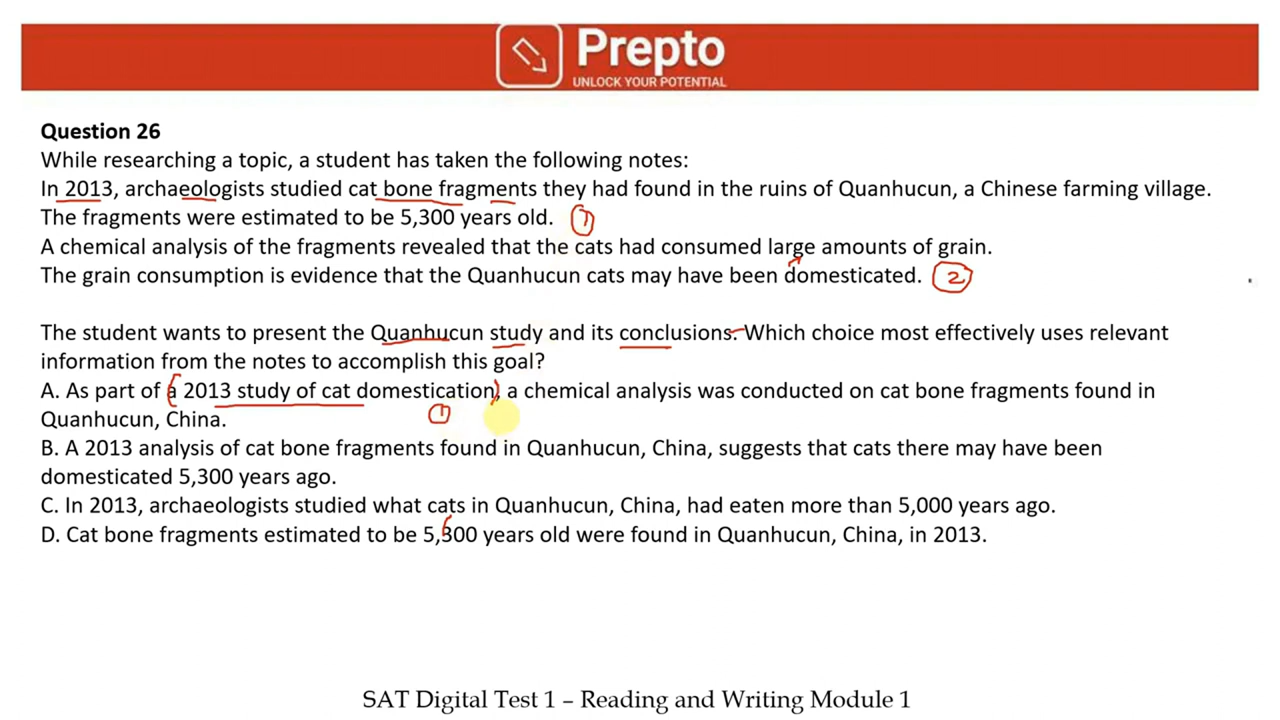 Prepto
UNLOCK YOUR POTENTIAL
Question 26
While researching a topic, a student has taken the following notes:
In 2013, archaeologists studied cat bone fragments they had found in the ruins of Quanhucun, a Chinese farming village.
The fragments were estimated to be 5,300 years old. 1
A chemical analysis of the fragments revealed that the cats had consumed large amounts of grain.
The grain consumption is evidence that the Quanhucun cats may have been domesticated. 2
The student wants to present the Quanhucun study and its conclusions. Which choice most effectively uses relevant
information from the notes to accomplish this goal?
A. As part of a 2013 study of cat domestication, a chemical analysis was conducted on cat bone fragments found in
1
Quanhucun, China.
B. A 2013 analysis of cat bone fragments found in Quanhucun, China, suggests that cats there may have been
domesticated 5,300 years ago.
C. In 2013, archaeologists studied what cats in Quanhucun, China, had eaten more than 5,000 years ago.
D. Cat bone fragments estimated to be 5,300 years old were found in Quanhucun, China, in 2013.
SAT Digital Test 1 – Reading and Writing Module 1